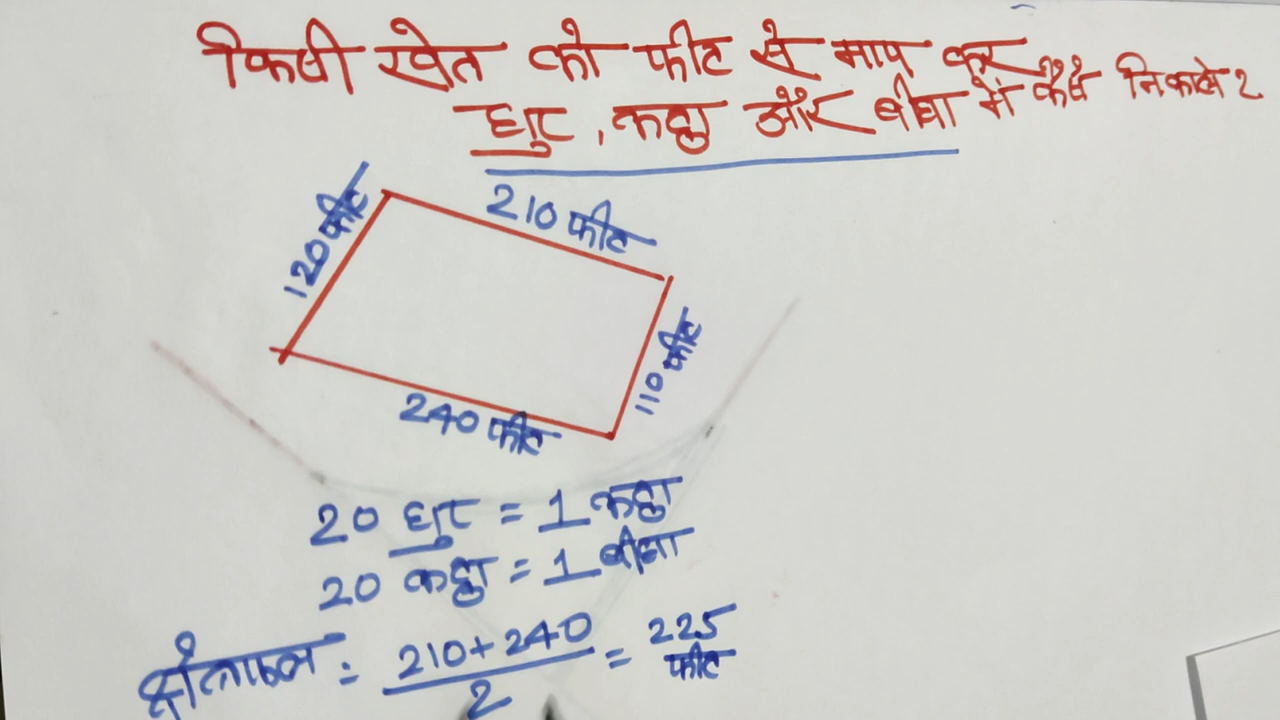 किसी खेत को फीट से माप कर
धुर, कट्ठा और बीघा में कैसे निकाले ?
120 फीट
210 फीट
110 फीट
240 फीट
20 धुर = 1 कट्ठा
20 कट्ठा = 1 बीघा
क्षेत्रफल = 210+240 / 2 = 225 फीट